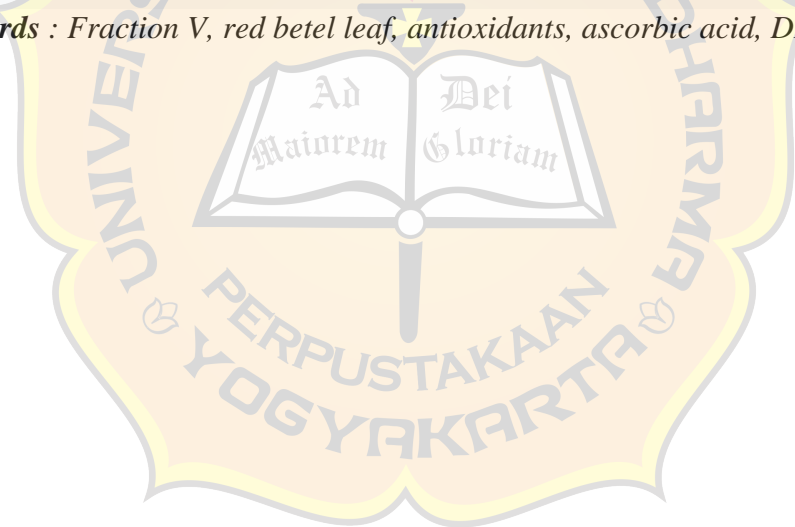 rds : Fraction V, red betel leaf, antioxidants, ascorbic acid, D
Ad Dei
Maiorem Gloriam
PERPUSTAKAAN
YOGYAKARTA